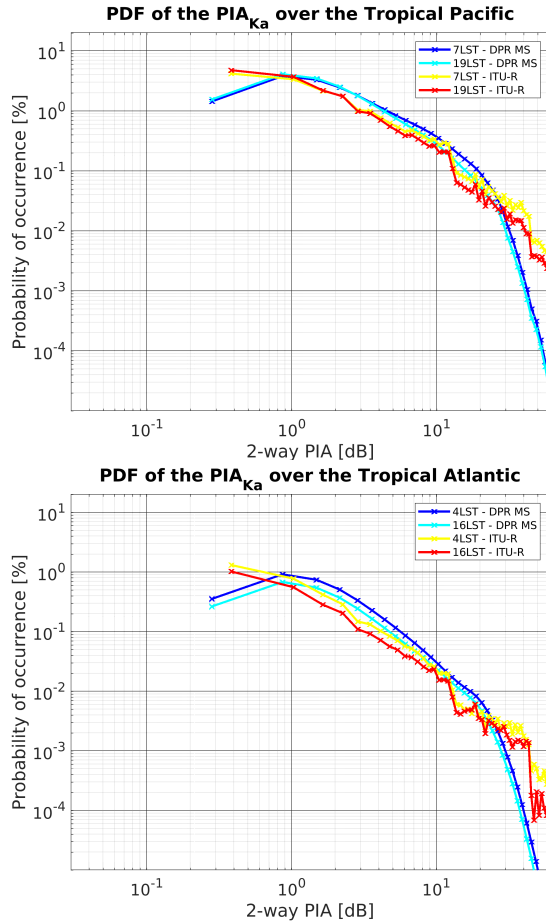 PDF of the PIA_Ka over the Tropical Pacific
7LST - DPR MS
19LST - DPR MS
7LST - ITU-R
19LST - ITU-R
Probability of occurrence [%]
10^1
10^0
10^-1
10^-2
10^-3
10^-4
10^-1
10^0
10^1
2-way PIA [dB]
PDF of the PIA_Ka over the Tropical Atlantic
4LST - DPR MS
16LST - DPR MS
4LST - ITU-R
16LST - ITU-R
Probability of occurrence [%]
10^1
10^0
10^-1
10^-2
10^-3
10^-4
10^-1
10^0
10^1
2-way PIA [dB]